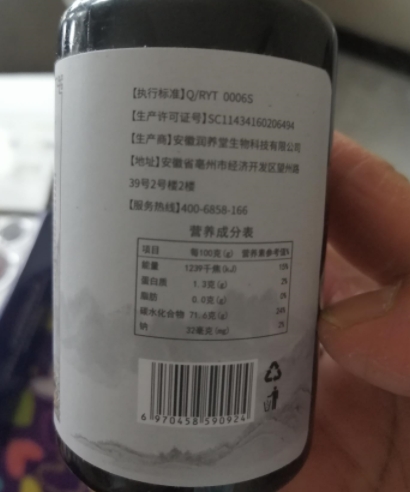 【执行标准】Q/RYT 0006S
【生产许可证号】SC11434160206494
【生产商】安徽润养堂生物科技有限公司
【地址】安徽省亳州市经济开发区望州路
39号2号楼2楼
【服务热线】400-6858-166
营养成分表
项目 每100克(g) 营养素参考值%
能量 1239千焦(kJ) 15%
蛋白质 1.2克(g) 2%
脂肪 0.0克(g) 0%
碳水化合物 71.6克(g) 24%
钠 32毫克(mg) 2%
6 970458 590924